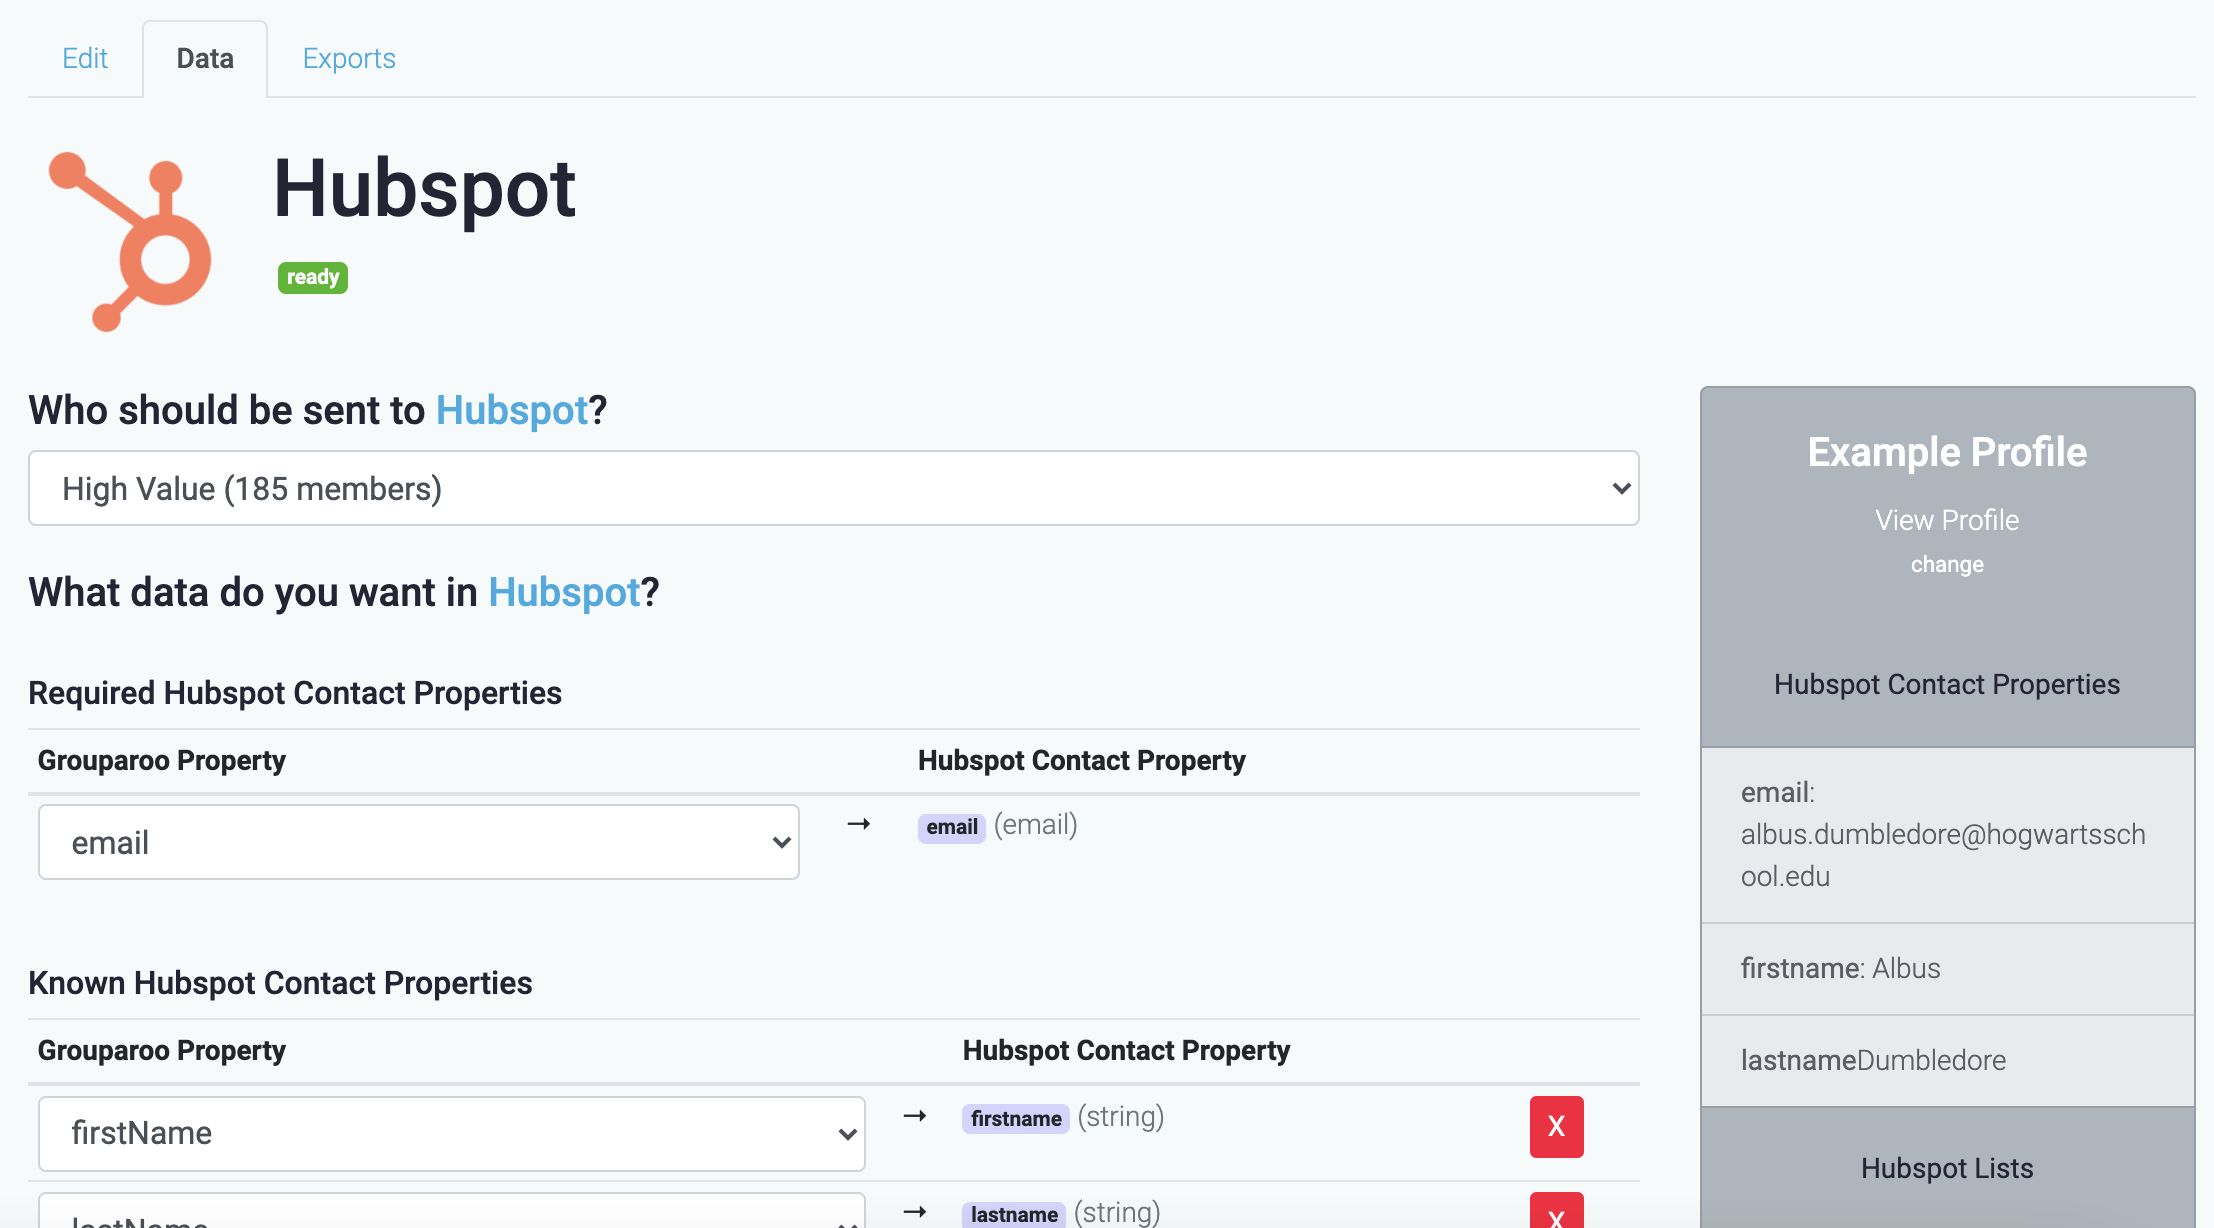 Edit
Data
Exports
Hubspot
ready
Who should be sent to Hubspot?
High Value (185 members)
What data do you want in Hubspot?
Required Hubspot Contact Properties
Grouparoo Property
Hubspot Contact Property
email
→
email (email)
Known Hubspot Contact Properties
Grouparoo Property
Hubspot Contact Property
firstName
→
firstname (string)
X
lastName
→
lastname (string)
X
Example Profile
View Profile
change
Hubspot Contact Properties
email:
albus.dumbledore@hogwartssch
ool.edu
firstname: Albus
lastnameDumbledore
Hubspot Lists